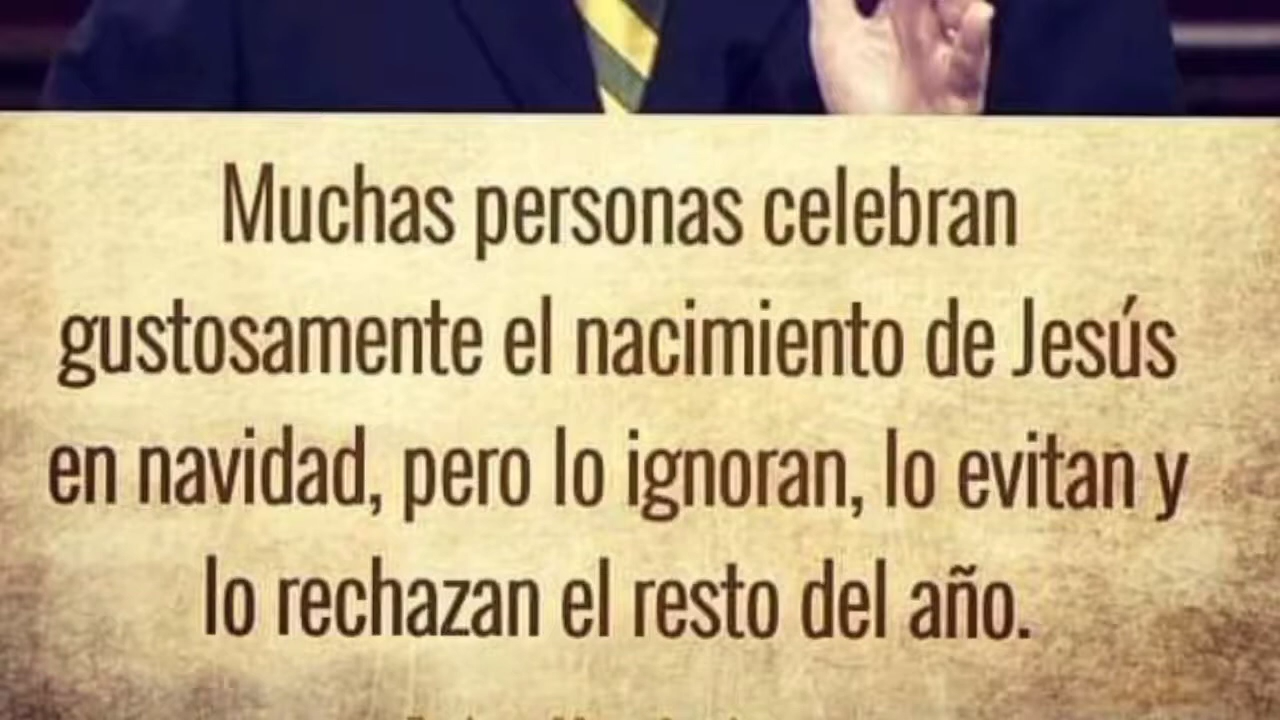 Muchas personas celebran
gustosamente el nacimiento de Jesús
en navidad, pero lo ignoran, lo evitan y
lo rechazan el resto del año.